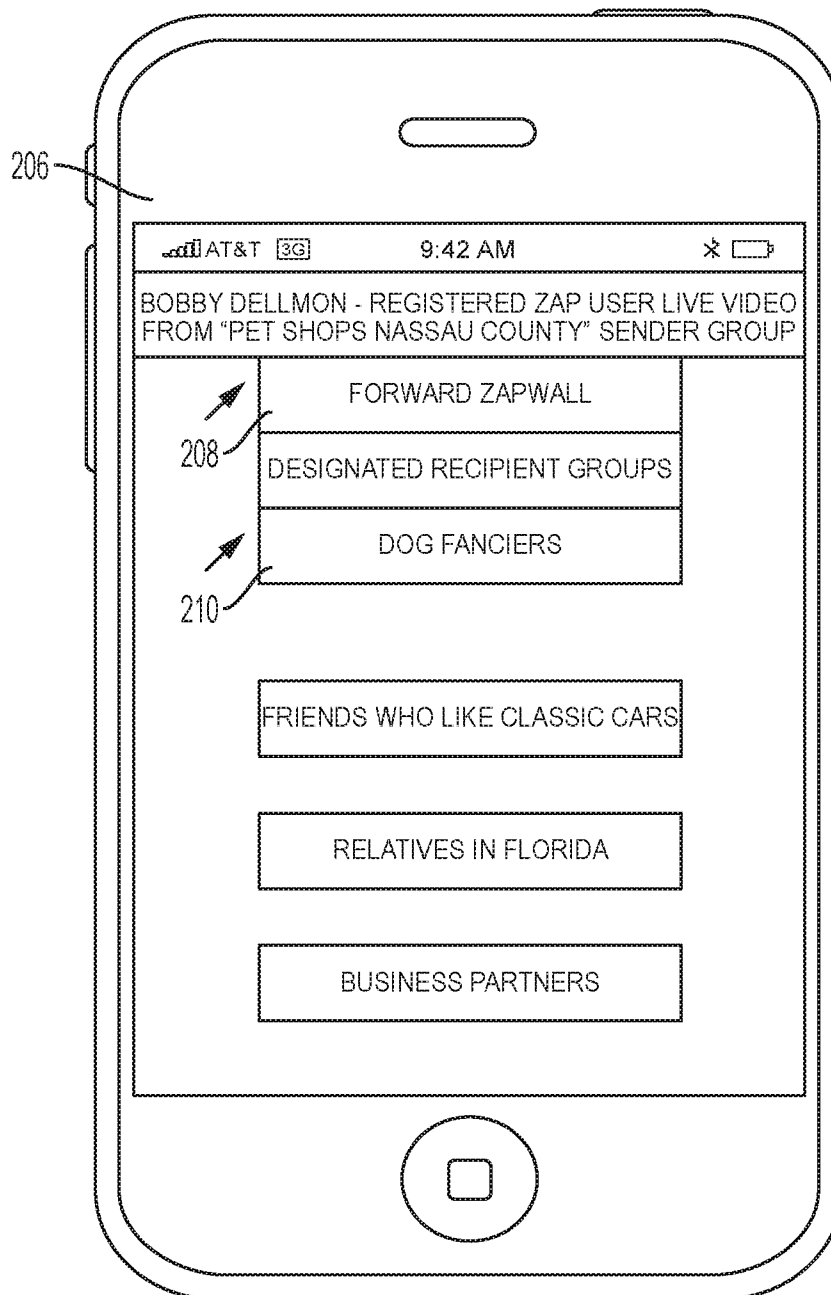 206
AT&T 3G 9:42 AM
BOBBY DELLMON - REGISTERED ZAP USER LIVE VIDEO
FROM "PET SHOPS NASSAU COUNTY" SENDER GROUP
FORWARD ZAPWALL
208
DESIGNATED RECIPIENT GROUPS
DOG FANCIERS
210
FRIENDS WHO LIKE CLASSIC CARS
RELATIVES IN FLORIDA
BUSINESS PARTNERS